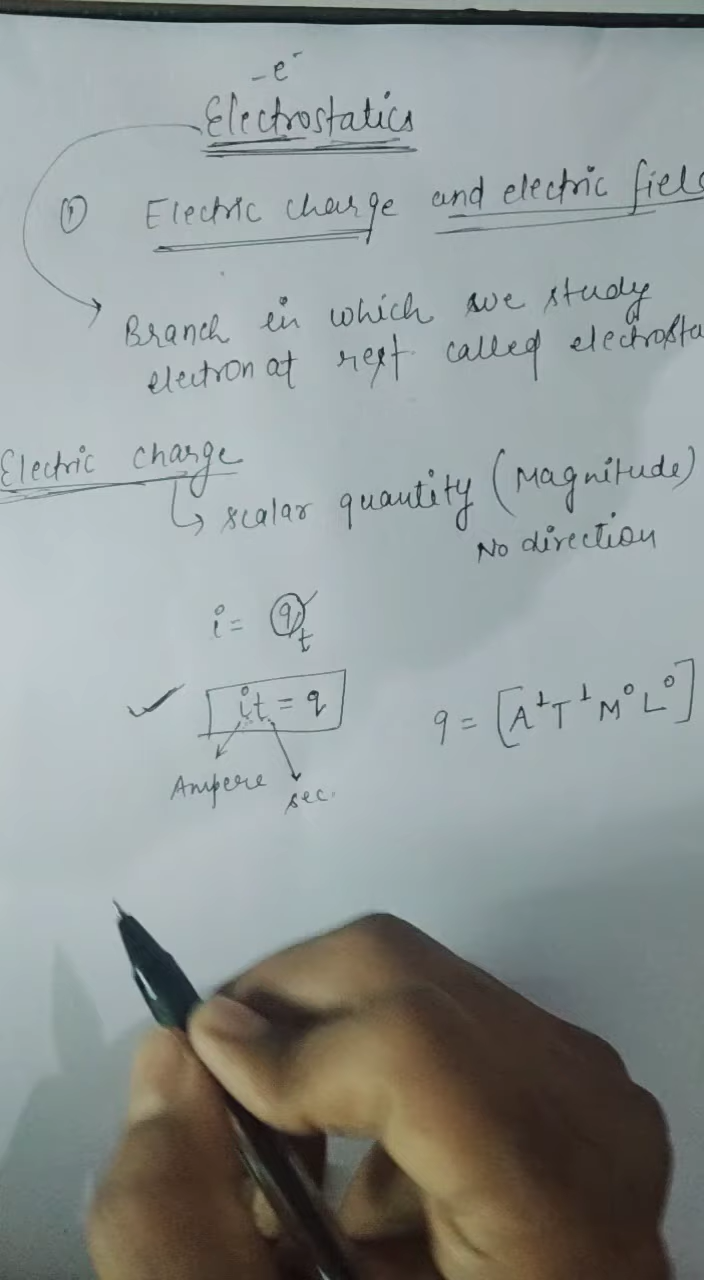 -e⁻
Electrostatics
① Electric charge and electric field
Branch in which we study
electron at rest called electrosta
Electric charge
↳ scalar quantity (Magnitude)
No direction
i = q/t
it = q
q = [A¹T¹M⁰L⁰]
Ampere
sec.